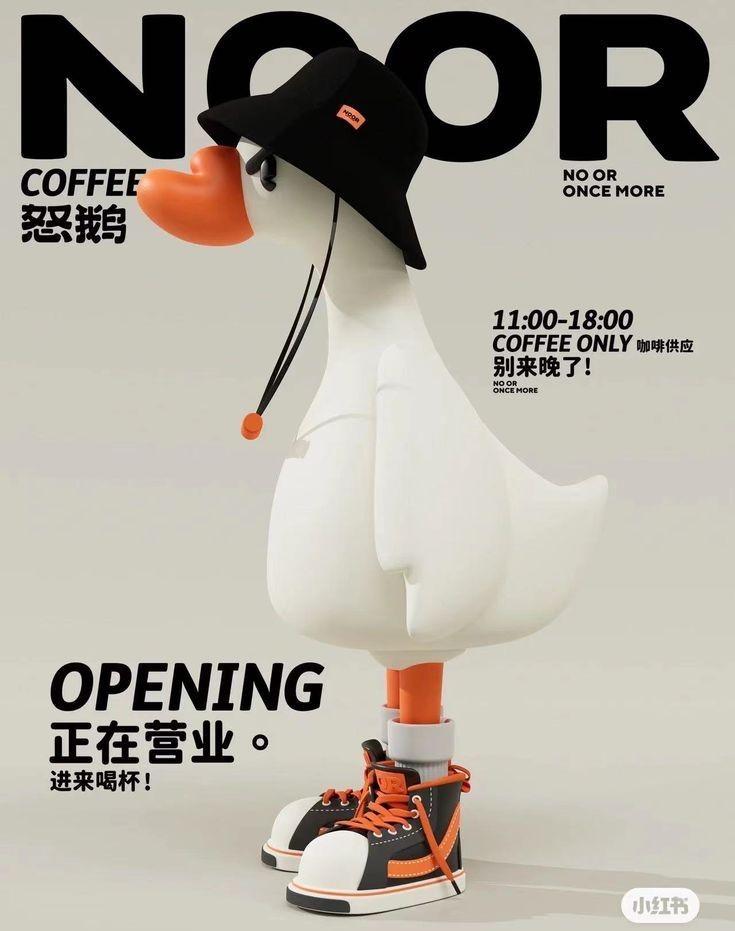 NOOR
NOOR
COFFEE
怒鹅
NO OR
ONCE MORE
11:00-18:00
COFFEE ONLY 咖啡供应
别来晚了!
NO OR
ONCE MORE
OPENING
正在营业。
进来喝杯!
小红书